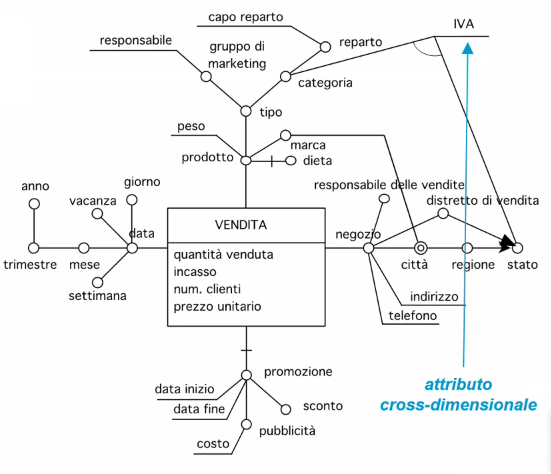 capo reparto
IVA
responsabile
gruppo di
marketing
reparto
categoria
tipo
peso
marca
prodotto
dieta
anno
vacanza
giorno
responsabile delle vendite
distretto di vendita
data
VENDITA
negozio
trimestre
mese
settimana
quantità venduta
incasso
num. clienti
prezzo unitario
città
regione
stato
indirizzo
telefono
promozione
data inizio
data fine
sconto
pubblicità
costo
attributo
cross-dimensionale